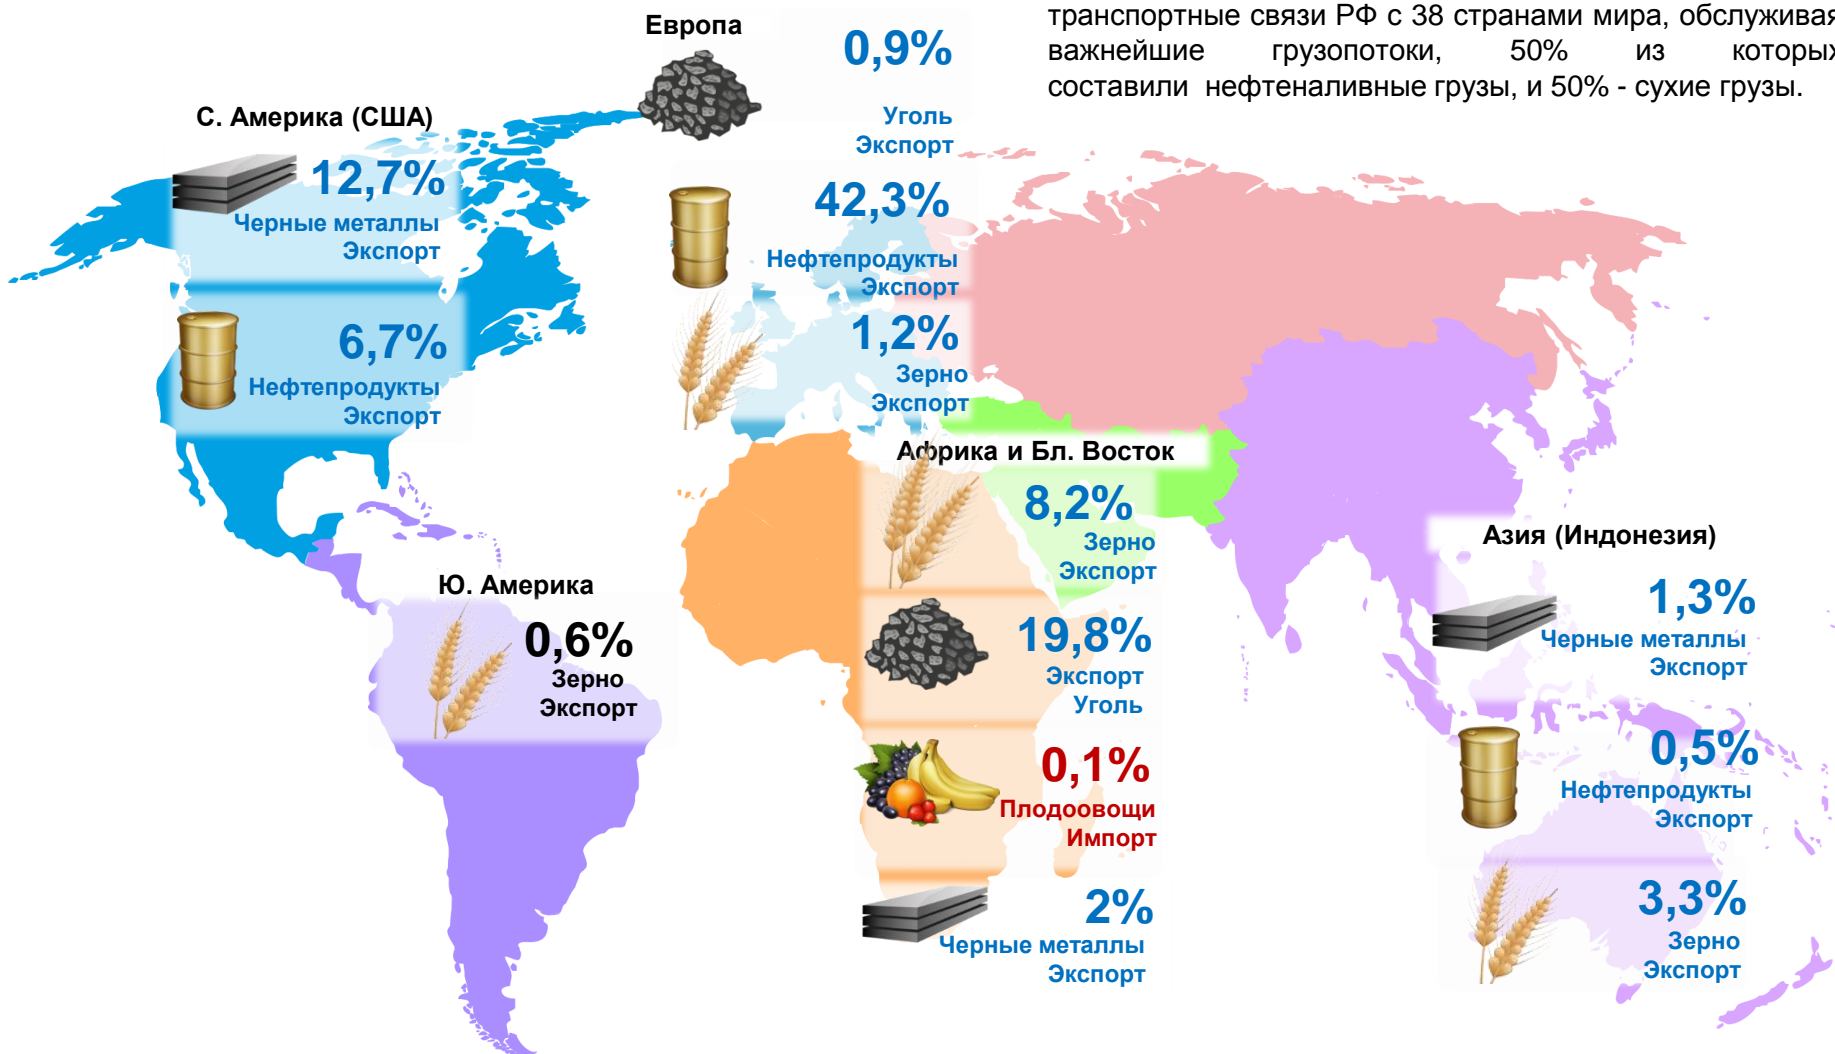 транспортные связи РФ с 38 странами мира, обслуживая
важнейшие грузопотоки, 50% из которых
составили нефтеналивные грузы, и 50% - сухие грузы.
Европа
0,9%
Уголь
Экспорт
42,3%
Нефтепродукты
Экспорт
1,2%
Зерно
Экспорт
С. Америка (США)
12,7%
Черные металлы
Экспорт
6,7%
Нефтепродукты
Экспорт
Ю. Америка
0,6%
Зерно
Экспорт
Африка и Бл. Восток
8,2%
Зерно
Экспорт
19,8%
Экспорт
Уголь
0,1%
Плодоовощи
Импорт
2%
Черные металлы
Экспорт
Азия (Индонезия)
1,3%
Черные металлы
Экспорт
0,5%
Нефтепродукты
Экспорт
3,3%
Зерно
Экспорт